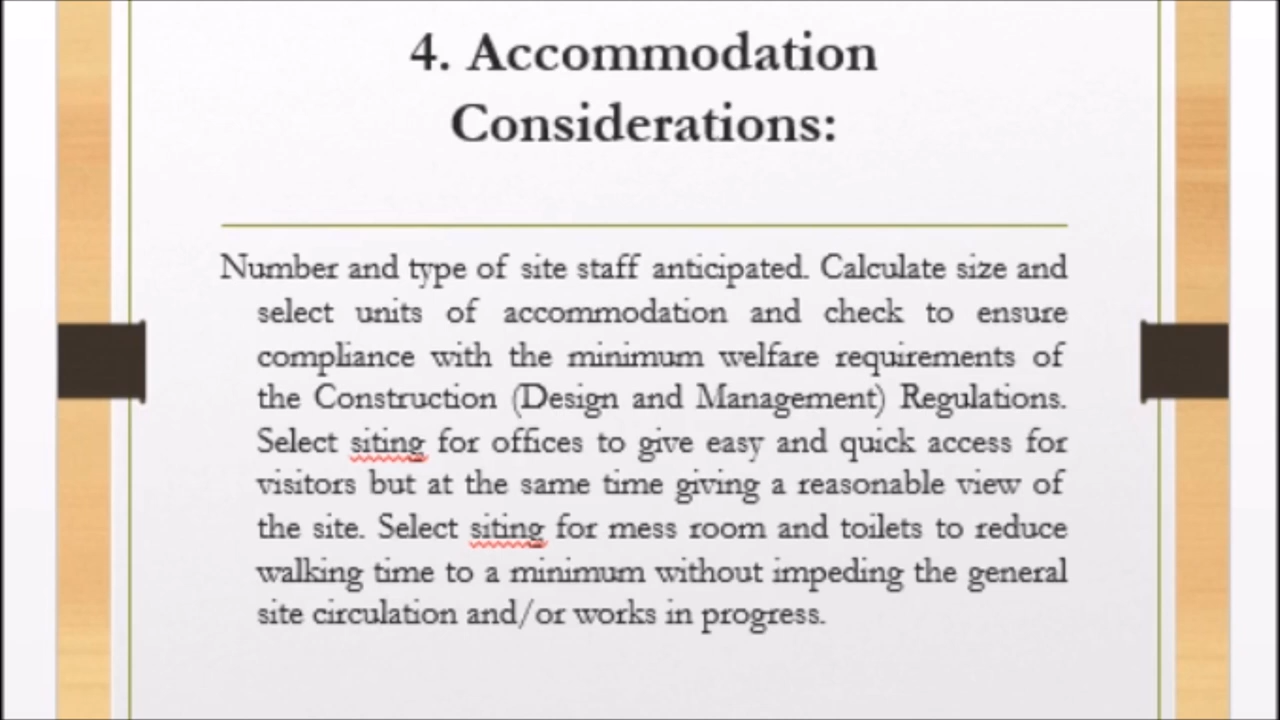 4. Accommodation
Considerations:
Number and type of site staff anticipated. Calculate size and
select units of accommodation and check to ensure
compliance with the minimum welfare requirements of
the Construction (Design and Management) Regulations.
Select siting for offices to give easy and quick access for
visitors but at the same time giving a reasonable view of
the site. Select siting for mess room and toilets to reduce
walking time to a minimum without impeding the general
site circulation and/or works in progress.